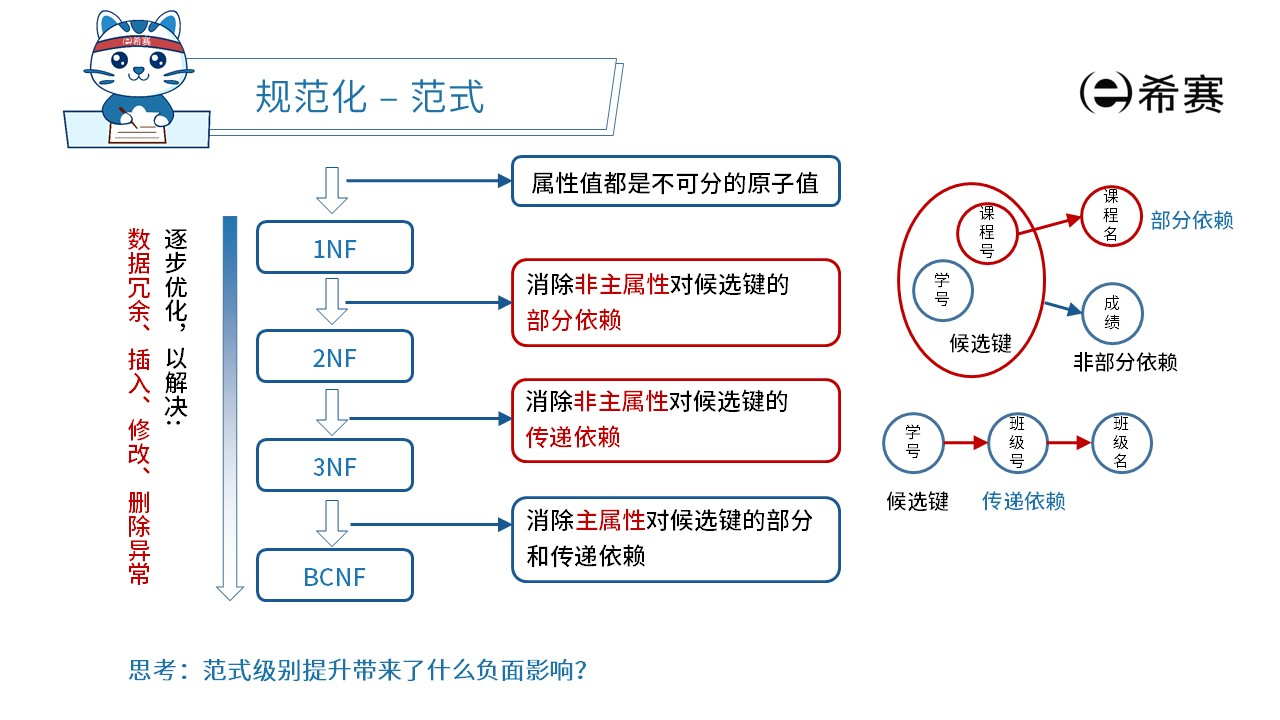 希赛
规范化 – 范式
希赛
属性值都是不可分的原子值
1NF
消除非主属性对候选键的
部分依赖
2NF
消除非主属性对候选键的
传递依赖
3NF
消除主属性对候选键的部分
和传递依赖
BCNF
逐步优化，以解决：
数据冗余、插入、修改、删除异常
课程号
课程名
部分依赖
学号
成绩
候选键
非部分依赖
学号
班级号
班级名
候选键
传递依赖
思考：范式级别提升带来了什么负面影响？